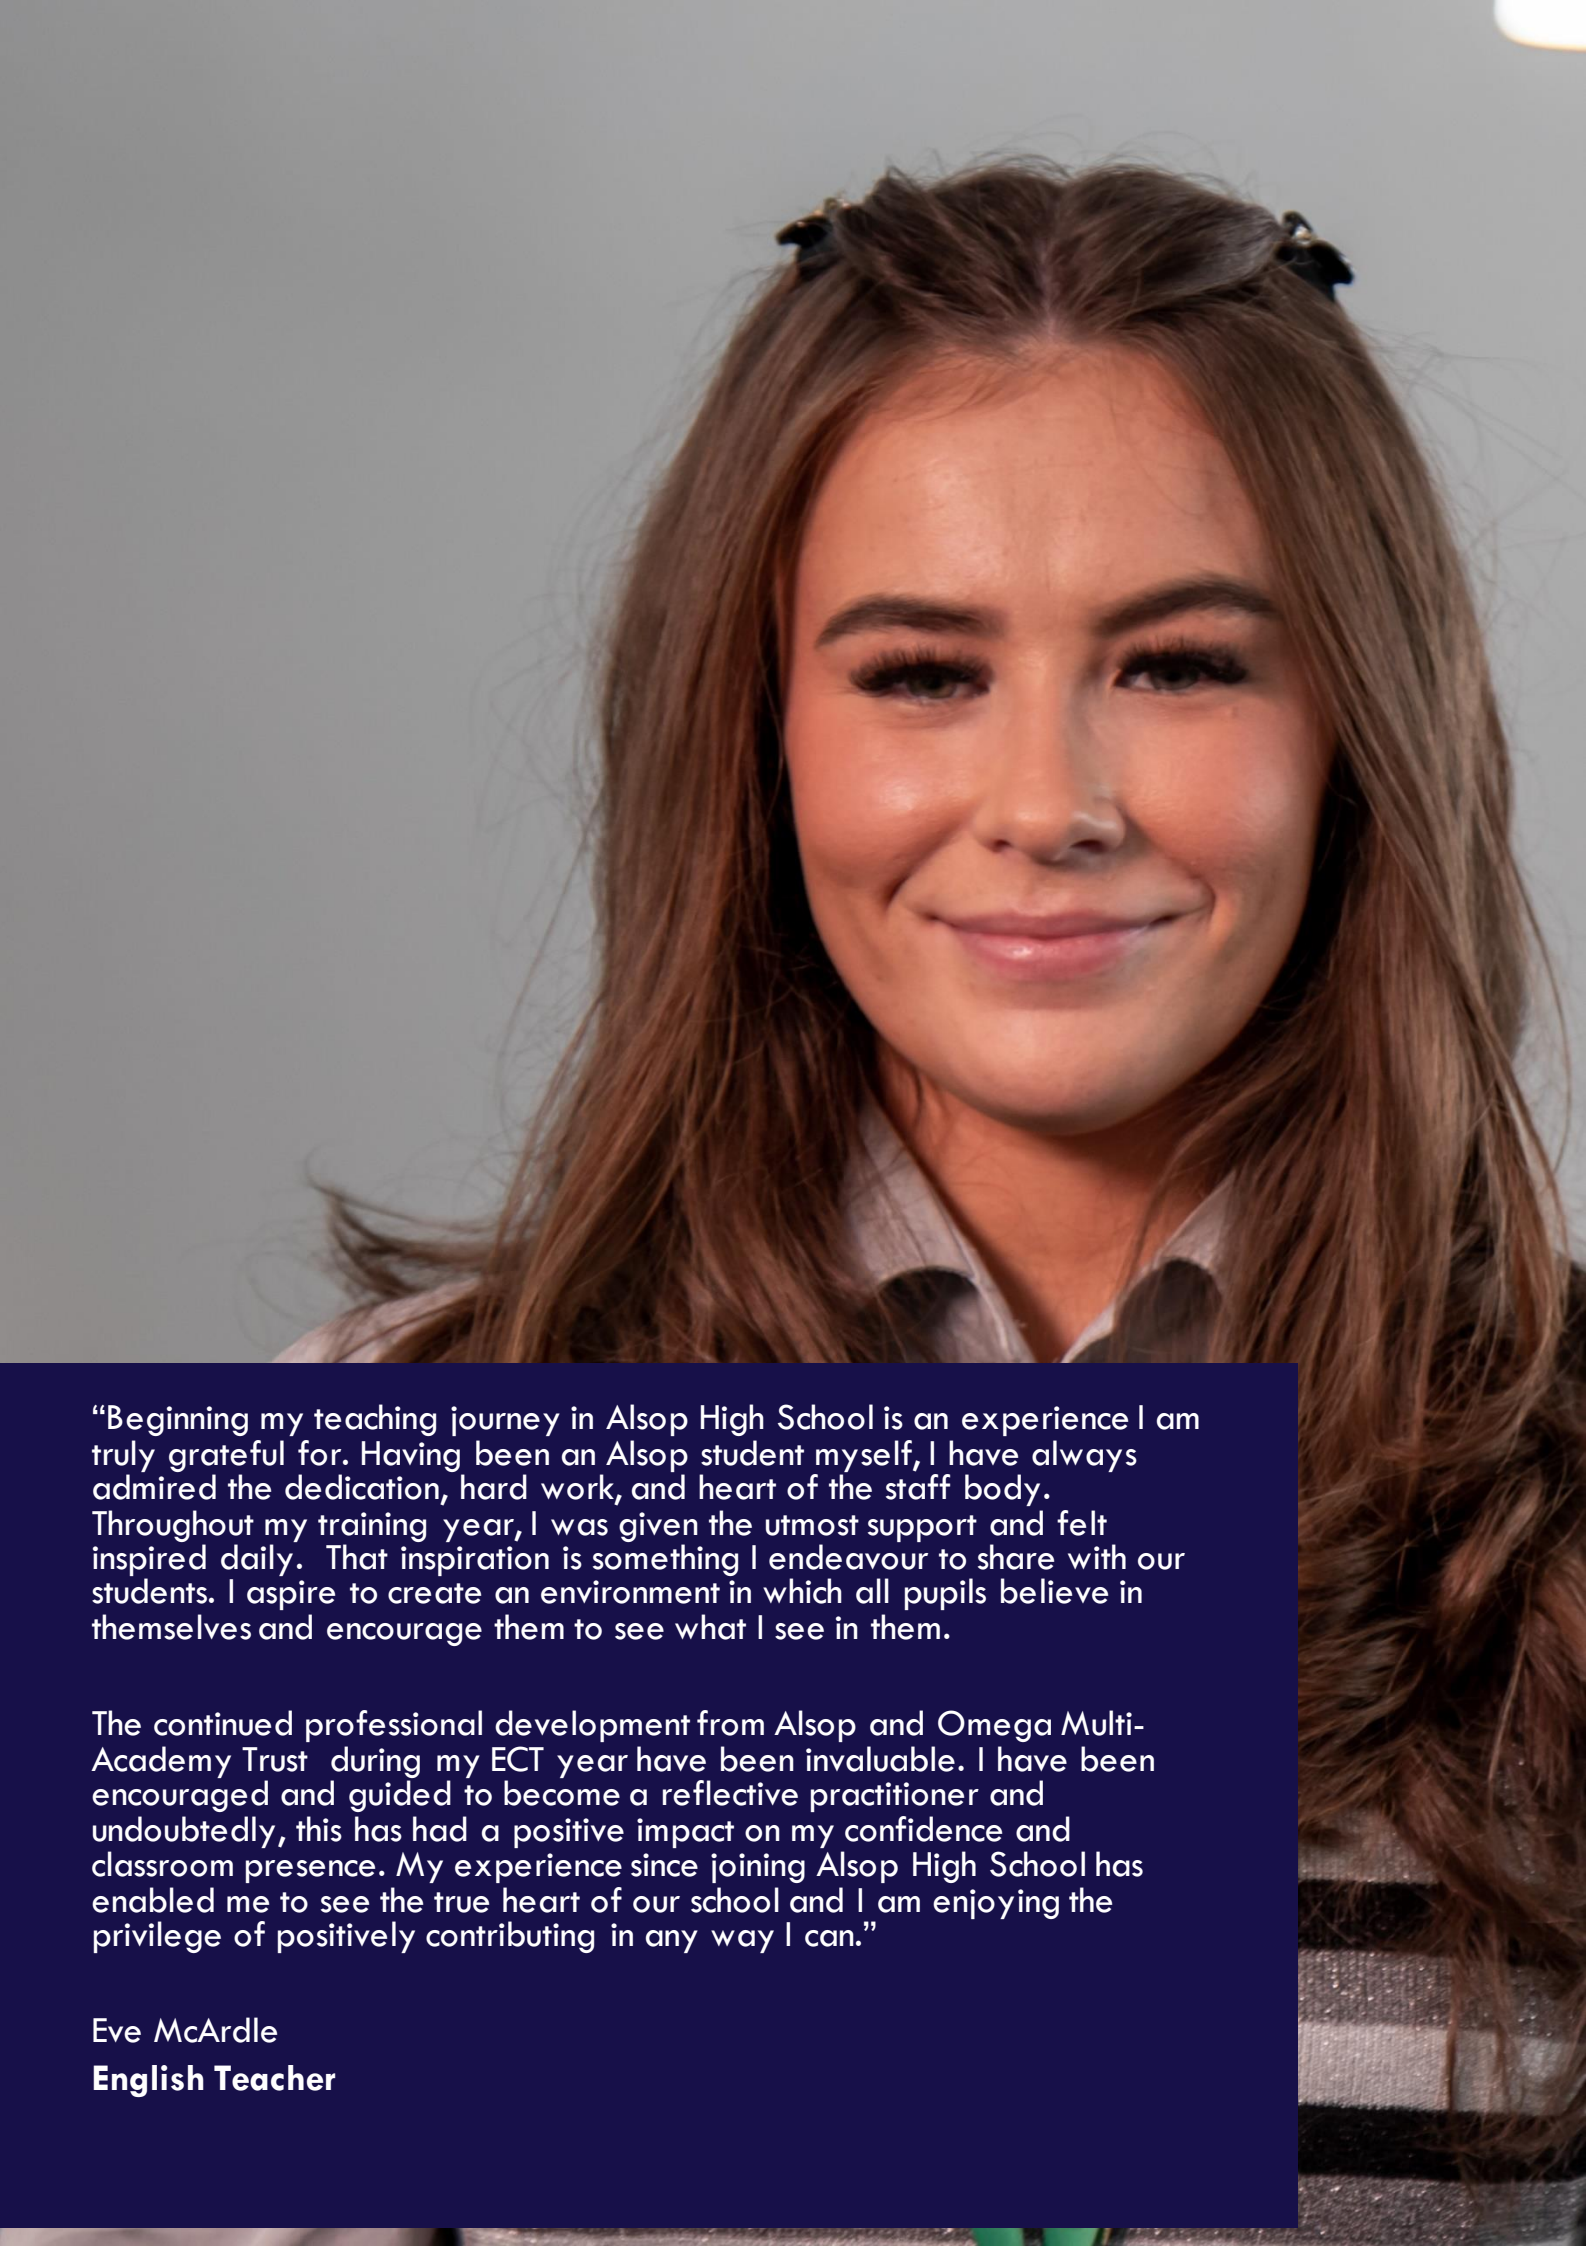 “Beginning my teaching journey in Alsop High School is an experience I am
truly grateful for. Having been an Alsop student myself, I have always
admired the dedication, hard work, and heart of the staff body.
Throughout my training year, I was given the utmost support and felt
inspired daily.  That inspiration is something I endeavour to share with our
students. I aspire to create an environment in which all pupils believe in
themselves and encourage them to see what I see in them.
The continued professional development from Alsop and Omega Multi-
Academy Trust  during my ECT year have been invaluable. I have been
encouraged and guided to become a reflective practitioner and
undoubtedly, this has had a positive impact on my confidence and
classroom presence. My experience since joining Alsop High School has
enabled me to see the true heart of our school and I am enjoying the
privilege of positively contributing in any way I can.”
Eve McArdle
English Teacher